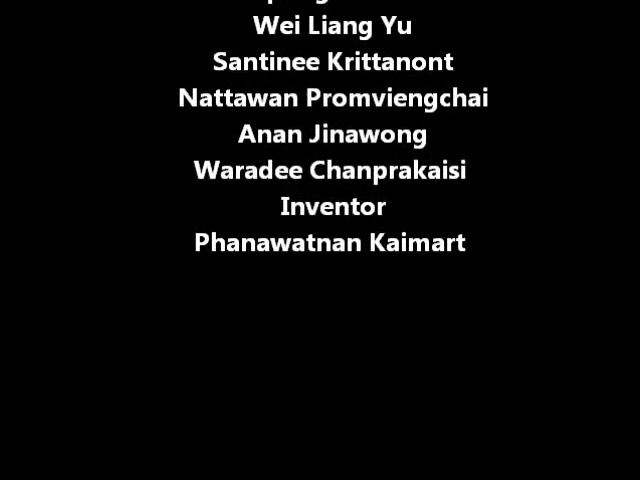 Wei Liang Yu
Santinee Krittanont
Nattawan Promviengchai
Anan Jinawong
Waradee Chanprakaisi
Inventor
Phanawatnan Kaimart